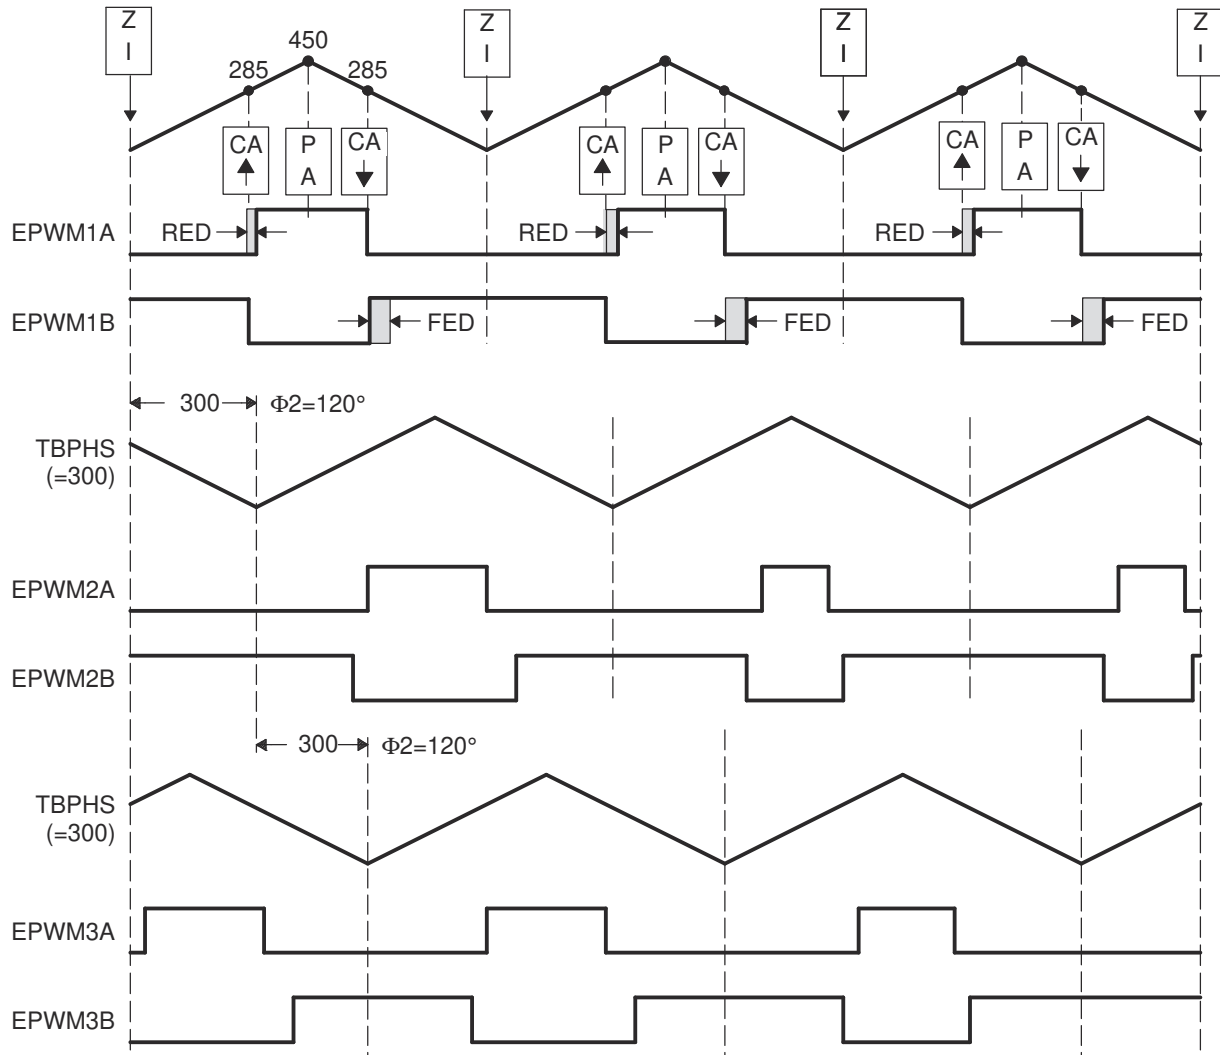 Z
I
Z
I
Z
I
Z
I
450
285
285
CA
P
A
CA
CA
P
A
CA
CA
P
A
CA
EPWM1A
RED
RED
RED
EPWM1B
FED
FED
FED
300
Φ2=120°
TBPHS
(=300)
EPWM2A
EPWM2B
300
Φ2=120°
TBPHS
(=300)
EPWM3A
EPWM3B